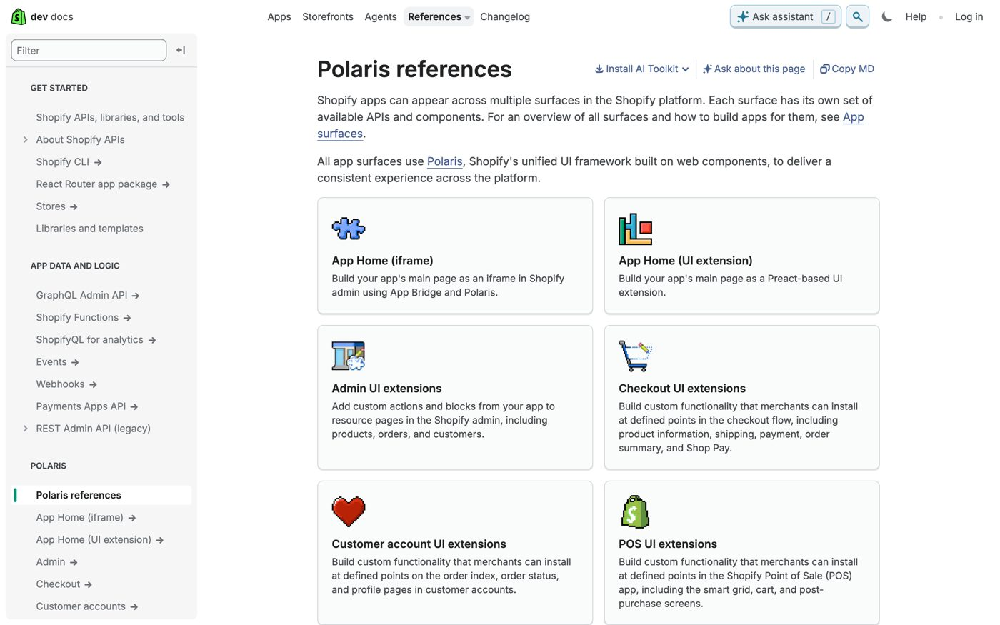 dev docs
Apps Storefronts Agents References Changelog
Ask assistant /
Help
Log in
Filter
GET STARTED
Shopify APIs, libraries, and tools
About Shopify APIs
Shopify CLI →
React Router app package →
Stores →
Libraries and templates
APP DATA AND LOGIC
GraphQL Admin API →
Shopify Functions →
ShopifyQL for analytics →
Events →
Webhooks →
Payments Apps API →
REST Admin API (legacy)
POLARIS
Polaris references
App Home (iframe) →
App Home (UI extension) →
Admin →
Checkout →
Customer accounts →
Polaris references
Install AI Toolkit
Ask about this page
Copy MD
Shopify apps can appear across multiple surfaces in the Shopify platform. Each surface has its own set of
available APIs and components. For an overview of all surfaces and how to build apps for them, see App
surfaces.
All app surfaces use Polaris, Shopify's unified UI framework built on web components, to deliver a
consistent experience across the platform.
App Home (iframe)
Build your app's main page as an iframe in Shopify
admin using App Bridge and Polaris.
App Home (UI extension)
Build your app's main page as a Preact-based UI
extension.
Admin UI extensions
Add custom actions and blocks from your app to
resource pages in the Shopify admin, including
products, orders, and customers.
Checkout UI extensions
Build custom functionality that merchants can install
at defined points in the checkout flow, including
product information, shipping, payment, order
summary, and Shop Pay.
Customer account UI extensions
Build custom functionality that merchants can install
at defined points on the order index, order status,
and profile pages in customer accounts.
POS UI extensions
Build custom functionality that merchants can install
at defined points in the Shopify Point of Sale (POS)
app, including the smart grid, cart, and post-
purchase screens.